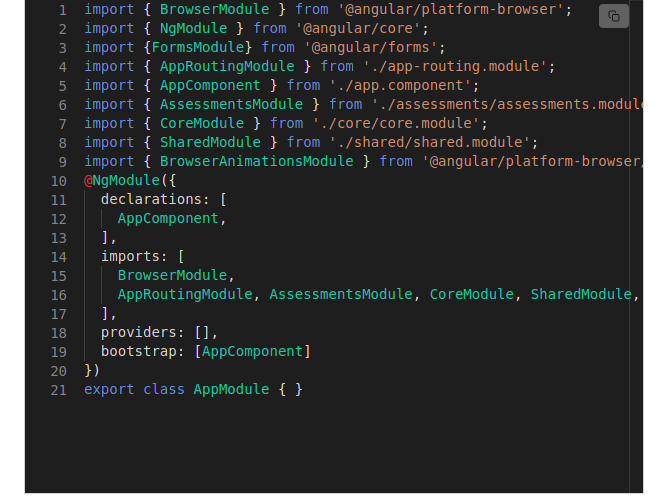 1 import { BrowserModule } from '@angular/platform-browser';
2 import { NgModule } from '@angular/core';
3 import {FormsModule} from '@angular/forms';
4 import { AppRoutingModule } from './app-routing.module';
5 import { AppComponent } from './app.component';
6 import { AssessmentsModule } from './assessments/assessments.module
7 import { CoreModule } from './core/core.module';
8 import { SharedModule } from './shared/shared.module';
9 import { BrowserAnimationsModule } from '@angular/platform-browser/
10 @NgModule({
11   declarations: [
12     AppComponent,
13   ],
14   imports: [
15     BrowserModule,
16     AppRoutingModule, AssessmentsModule, CoreModule, SharedModule,
17   ],
18   providers: [],
19   bootstrap: [AppComponent]
20 })
21 export class AppModule { }